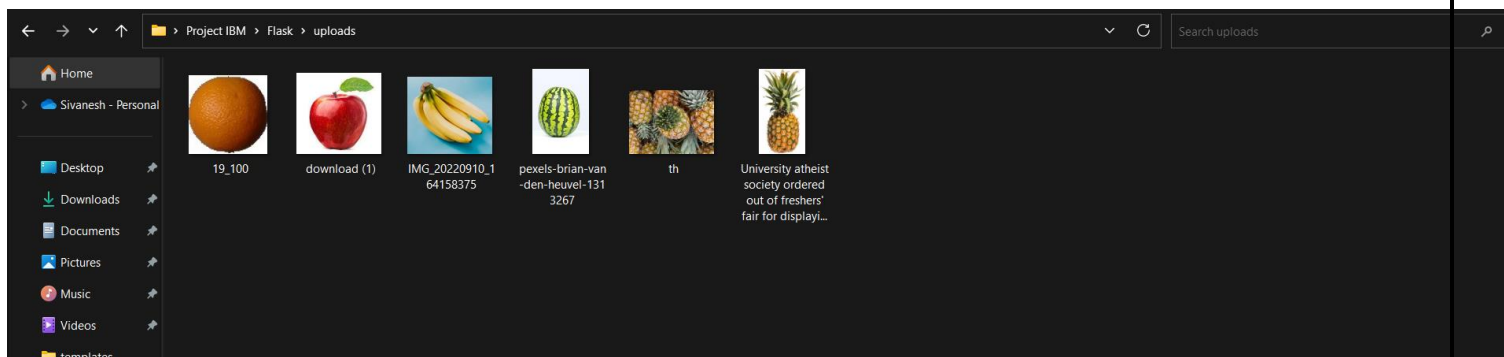 Project IBM > Flask > uploads
Search uploads
Home
Sivanesh - Personal
Desktop
Downloads
Documents
Pictures
Music
Videos
templates
19_100
download (1)
IMG_20220910_1
64158375
pexels-brian-van
-den-heuvel-131
3267
th
University atheist
society ordered
out of freshers'
fair for displayi...